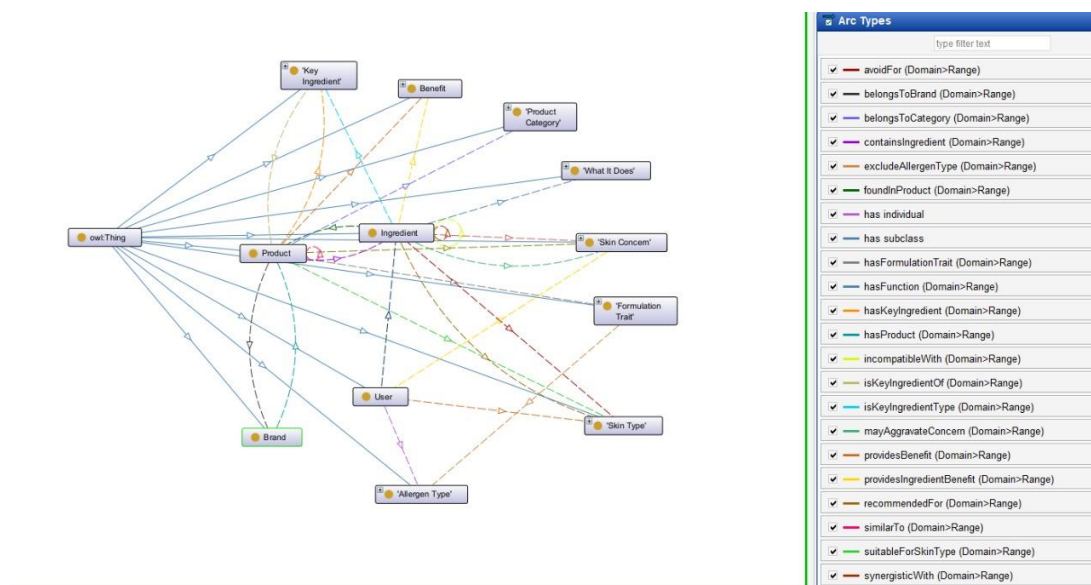 'Key
Ingredient'
Benefit
'Product
Category'
'What It Does'
owl:Thing
Ingredient
'Skin Concern'
Product
'Formulation
Trait'
User
'Skin Type'
Brand
'Allergen Type'
Arc Types
type filter text
avoidFor (Domain>Range)
belongsToBrand (Domain>Range)
belongsToCategory (Domain>Range)
containsIngredient (Domain>Range)
excludeAllergenType (Domain>Range)
foundInProduct (Domain>Range)
has individual
has subclass
hasFormulationTrait (Domain>Range)
hasFunction (Domain>Range)
hasKeyIngredient (Domain>Range)
hasProduct (Domain>Range)
incompatibleWith (Domain>Range)
isKeyIngredientOf (Domain>Range)
isKeyIngredientType (Domain>Range)
mayAggravateConcern (Domain>Range)
providesBenefit (Domain>Range)
providesIngredientBenefit (Domain>Range)
recommendedFor (Domain>Range)
similarTo (Domain>Range)
suitableForSkinType (Domain>Range)
synergisticWith (Domain>Range)